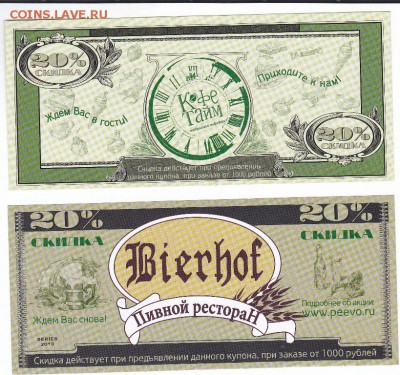 COINS.ЛАВЕ.RU
20%
СКИДКА
Ждем Вас в гости!
Кофе
Тайм
Приходите к нам!
20%
СКИДКА
Скидка действует при предъявлении
данного купона, при заказе от 1000 рублей
20%
СКИДКА
20%
СКИДКА
Bierhof
Пивной ресторан
Ждем Вас снова!
Подробнее об акции:
www.peevo.ru
SERIES
Скидка действует при предъявлении данного купона, при заказе от 1000 рублей